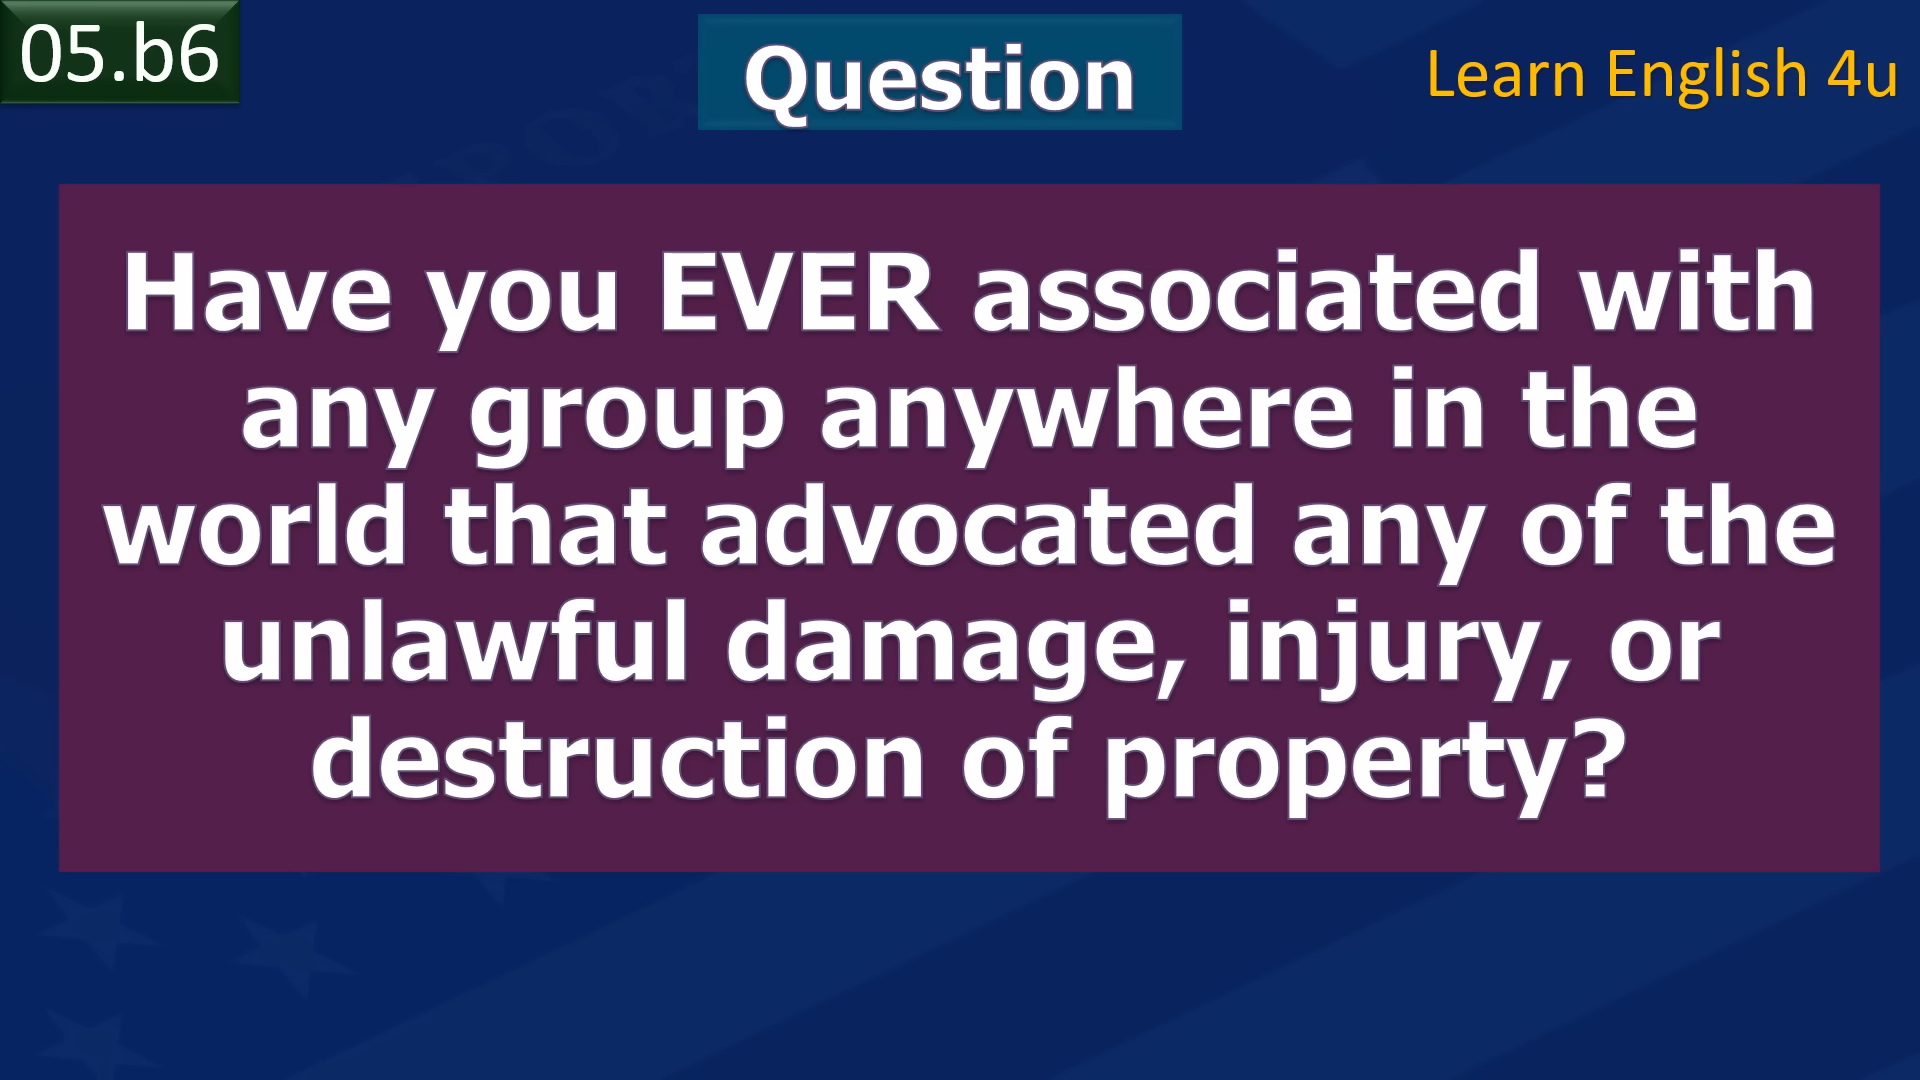 05.b6
Question
Learn English 4u
Have you EVER associated with
any group anywhere in the
world that advocated any of the
unlawful damage, injury, or
destruction of property?